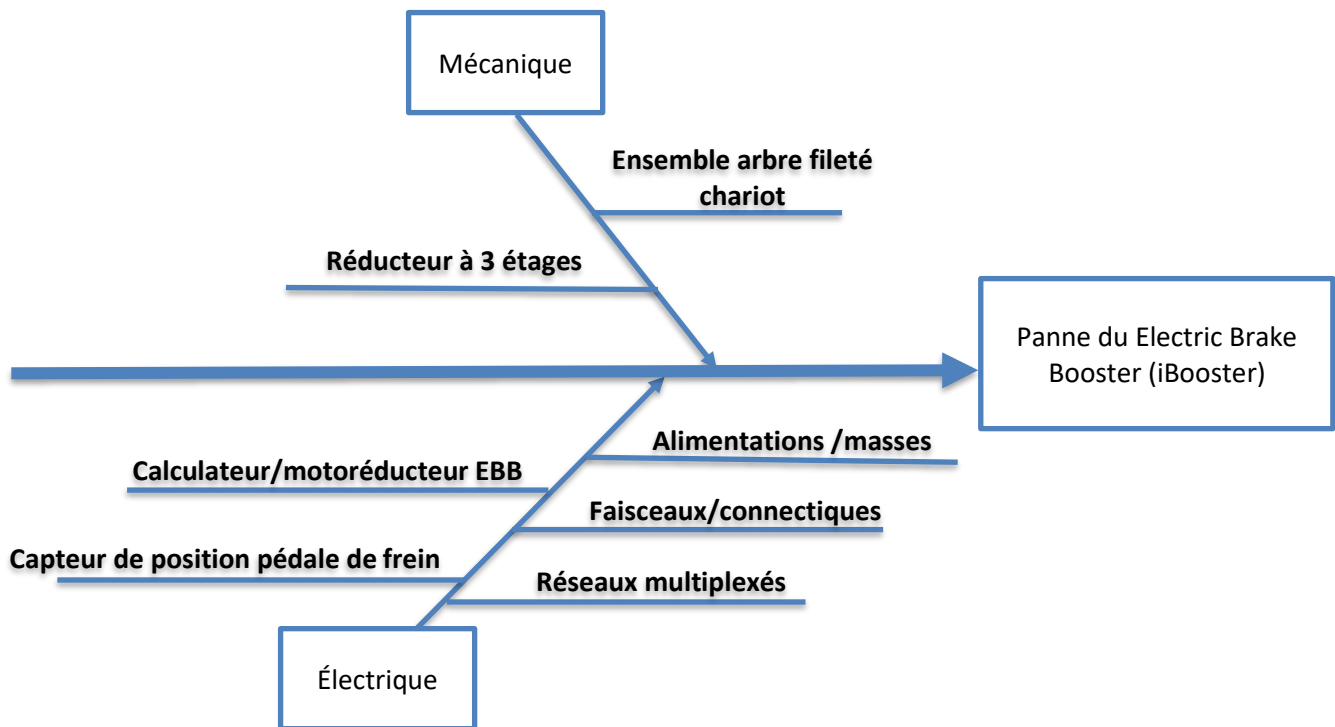 Mécanique
Ensemble arbre fileté
chariot
Réducteur à 3 étages
Panne du Electric Brake
Booster (iBooster)
Alimentations /masses
Calculateur/motoréducteur EBB
Faisceaux/connectiques
Capteur de position pédale de frein
Réseaux multiplexés
Électrique